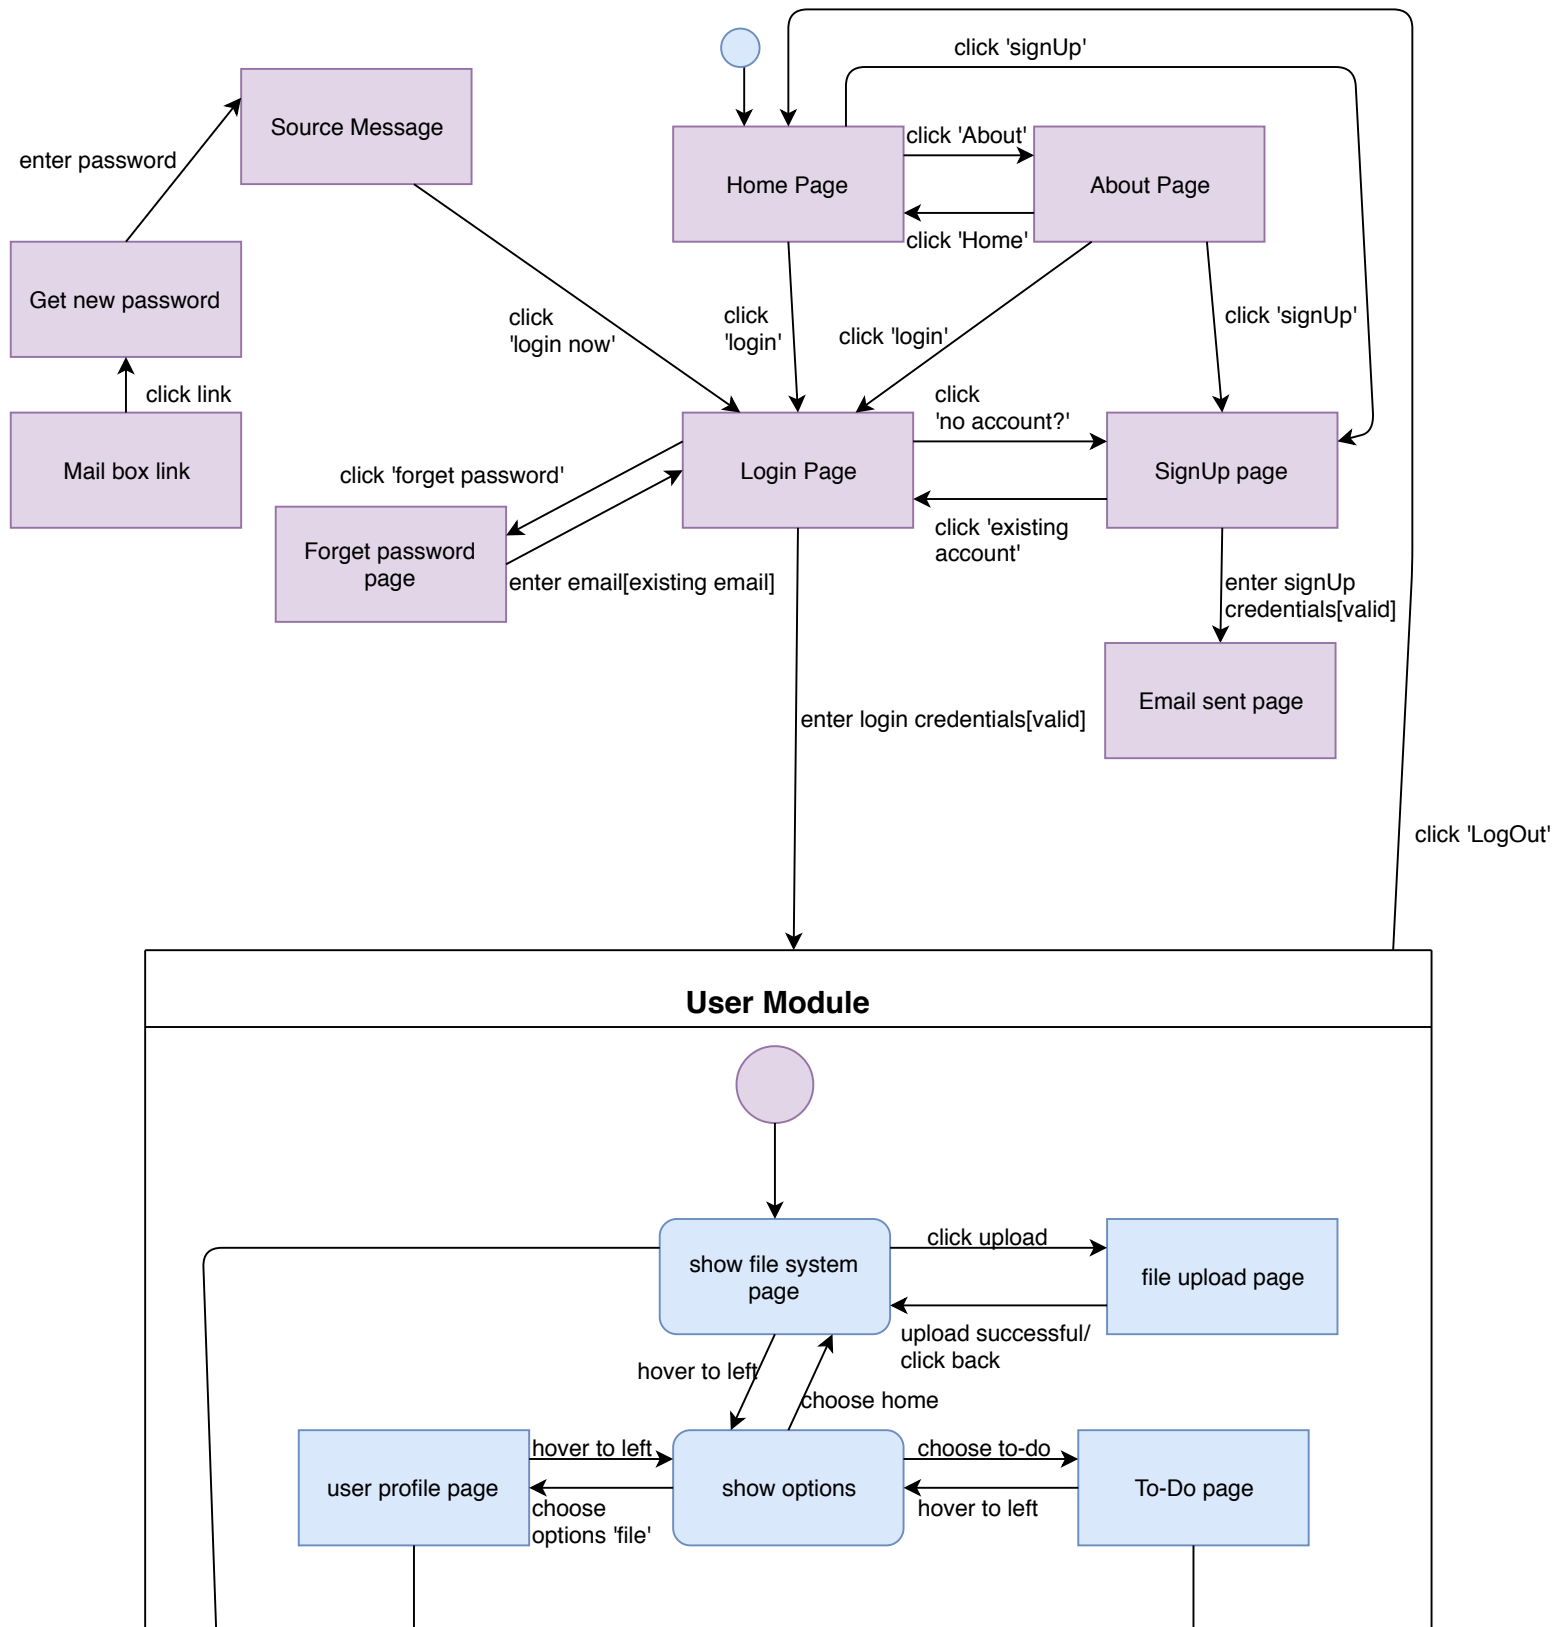 click 'signUp'
Source Message
click 'About'
enter password
Home Page
About Page
click 'Home'
Get new password
click
'login now'
click
'login'
click 'login'
click 'signUp'
click link
click
'no account?'
Mail box link
click 'forget password'
Login Page
SignUp page
Forget password
page
click 'existing
account'
enter email[existing email]
enter signUp
credentials[valid]
Email sent page
enter login credentials[valid]
click 'LogOut'
User Module
click upload
show file system
page
file upload page
upload successful/
click back
hover to left
choose home
hover to left
choose to-do
user profile page
show options
To-Do page
choose
options 'file'
hover to left